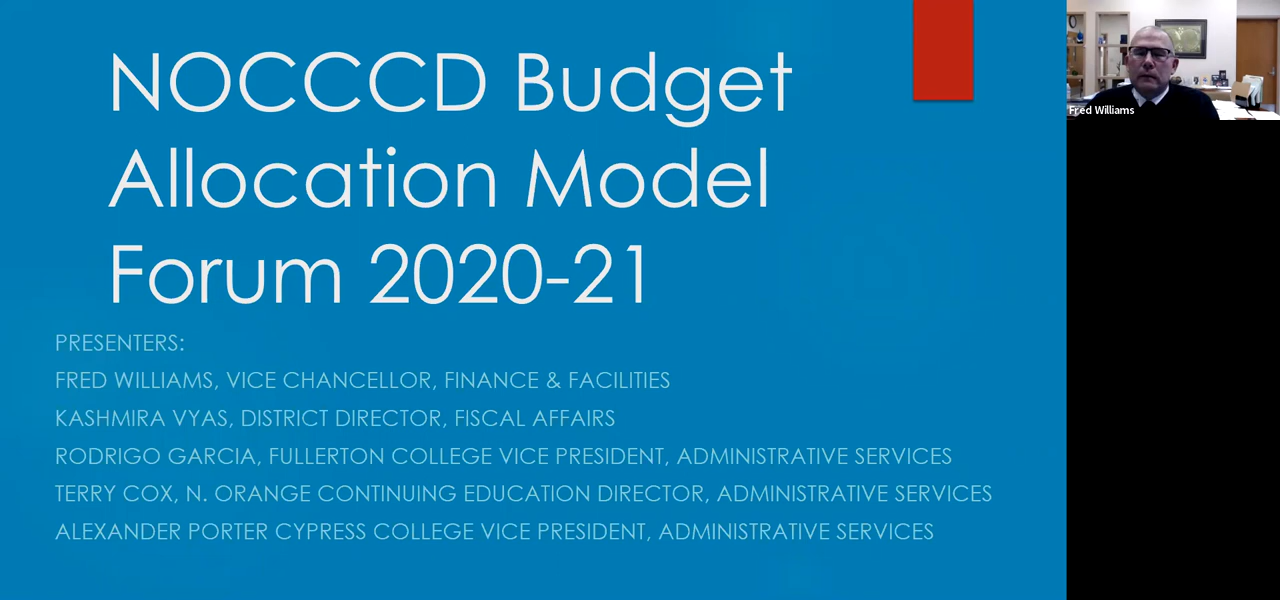 NOCCCD Budget
Allocation Model
Forum 2020-21
PRESENTERS:
FRED WILLIAMS, VICE CHANCELLOR, FINANCE & FACILITIES
KASHMIRA VYAS, DISTRICT DIRECTOR, FISCAL AFFAIRS
RODRIGO GARCIA, FULLERTON COLLEGE VICE PRESIDENT, ADMINISTRATIVE SERVICES
TERRY COX, N. ORANGE CONTINUING EDUCATION DIRECTOR, ADMINISTRATIVE SERVICES
ALEXANDER PORTER CYPRESS COLLEGE VICE PRESIDENT, ADMINISTRATIVE SERVICES
Fred Williams